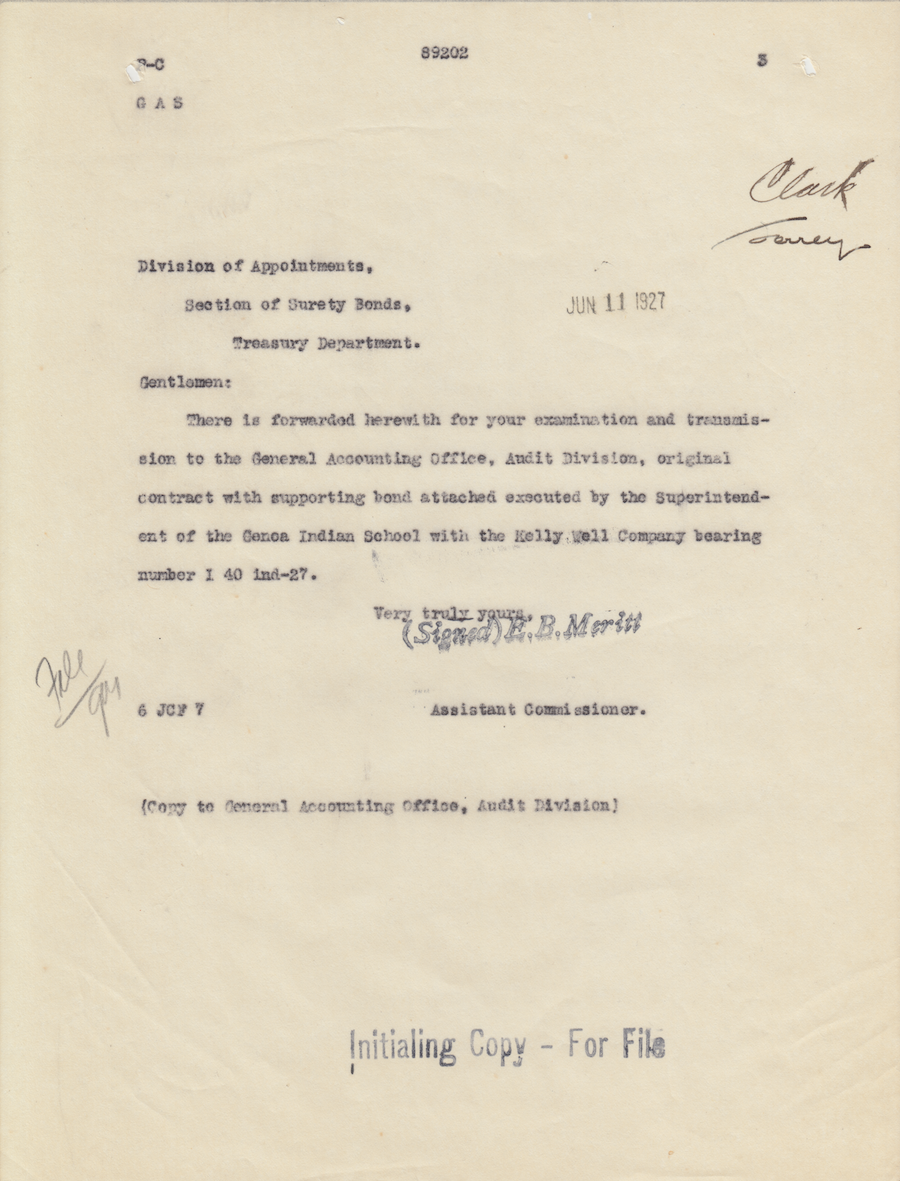 89202
3
-C
G A S
Clark
Division of Appointments,
Section of Surety Bonds,
JUN 11 1927
Treasury Department.
Gentlemen:
There is forwarded herewith for your examination and transmis-
sion to the General Accounting Office, Audit Division, original
contract with supporting bond attached executed by the Superintend-
ent of the Genoa Indian School with the Kelly Well Company bearing
number I 40 ind-27.
Very truly yours,
(Signed) E. B. Meritt
6 JCF 7
Assistant Commissioner.
(Copy to General Accounting Office, Audit Division)
Initialing Copy - For File